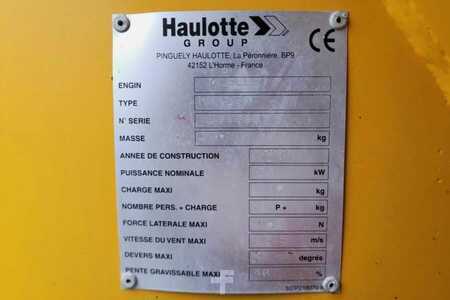 Haulotte
GROUP
CE
PINGUELY HAULOTTE, La Péronnière, BP9
42152 L'Horme - France
ENGIN
TYPE
N° SERIE
MASSE kg
ANNEE DE CONSTRUCTION
PUISSANCE NOMINALE kW
CHARGE MAXI kg
NOMBRE PERS. + CHARGE P + kg
FORCE LATERALE MAXI N
VITESSE DU VENT MAXI m/s
DEVERS MAXI degrés
PENTE GRAVISSABLE MAXI %